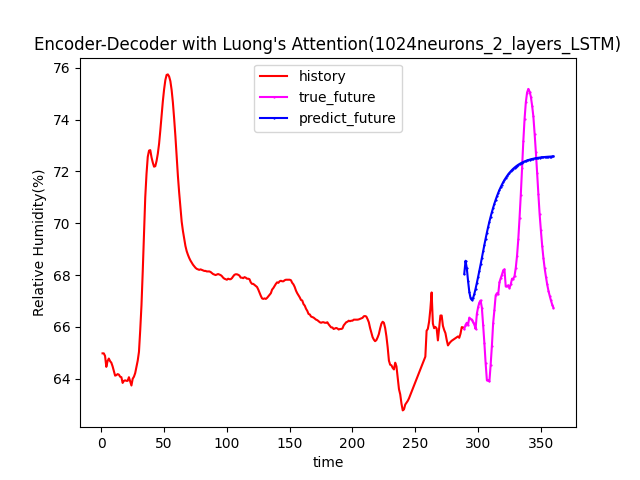 Encoder-Decoder with Luong's Attention(1024neurons_2_layers_LSTM)
history
true_future
predict_future
Relative Humidity(%)
76
74
72
70
68
66
64
0 50 100 150 200 250 300 350
time